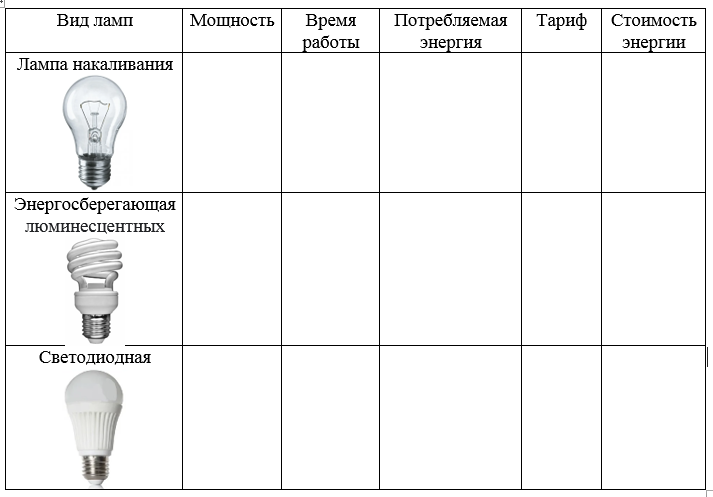 Вид ламп
Мощность
Время
работы
Потребляемая
энергия
Тариф
Стоимость
энергии
Лампа накаливания
Энергосберегающая
люминесцентных
Светодиодная